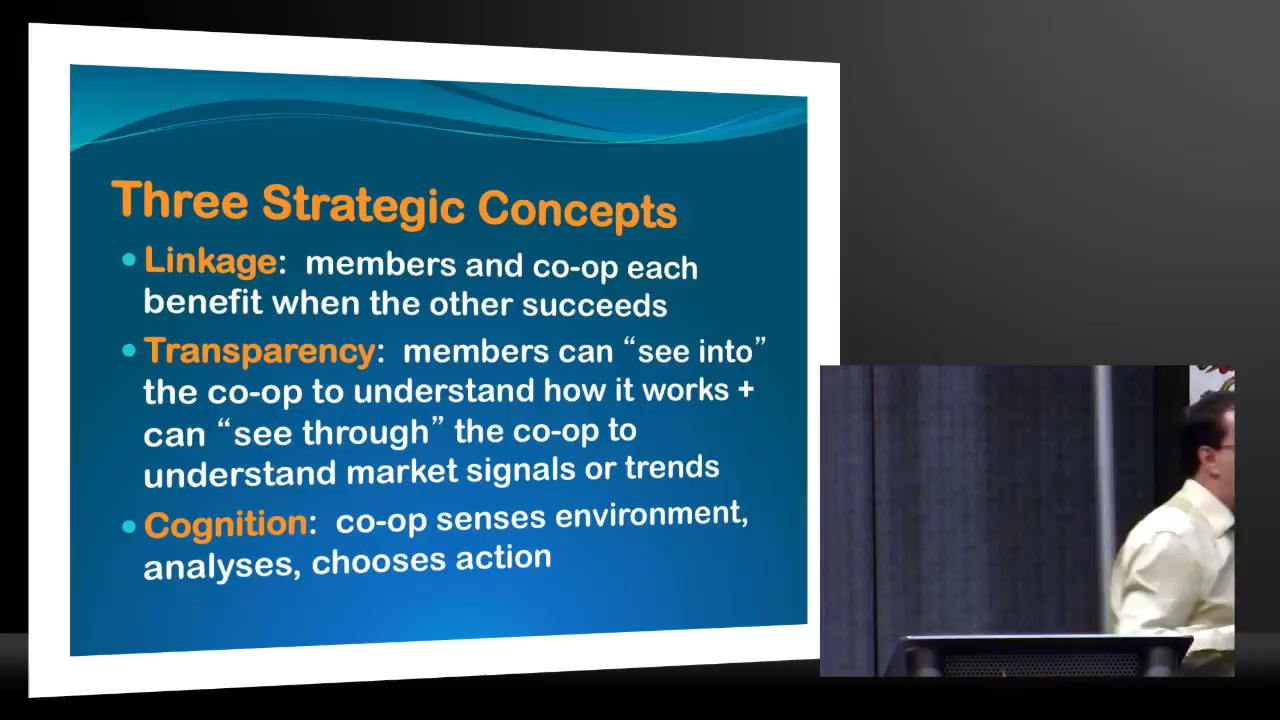 Three Strategic Concepts
Linkage: members and co-op each
benefit when the other succeeds
Transparency: members can “see into”
the co-op to understand how it works +
can “see through” the co-op to
understand market signals or trends
Cognition: co-op senses environment,
analyses, chooses action